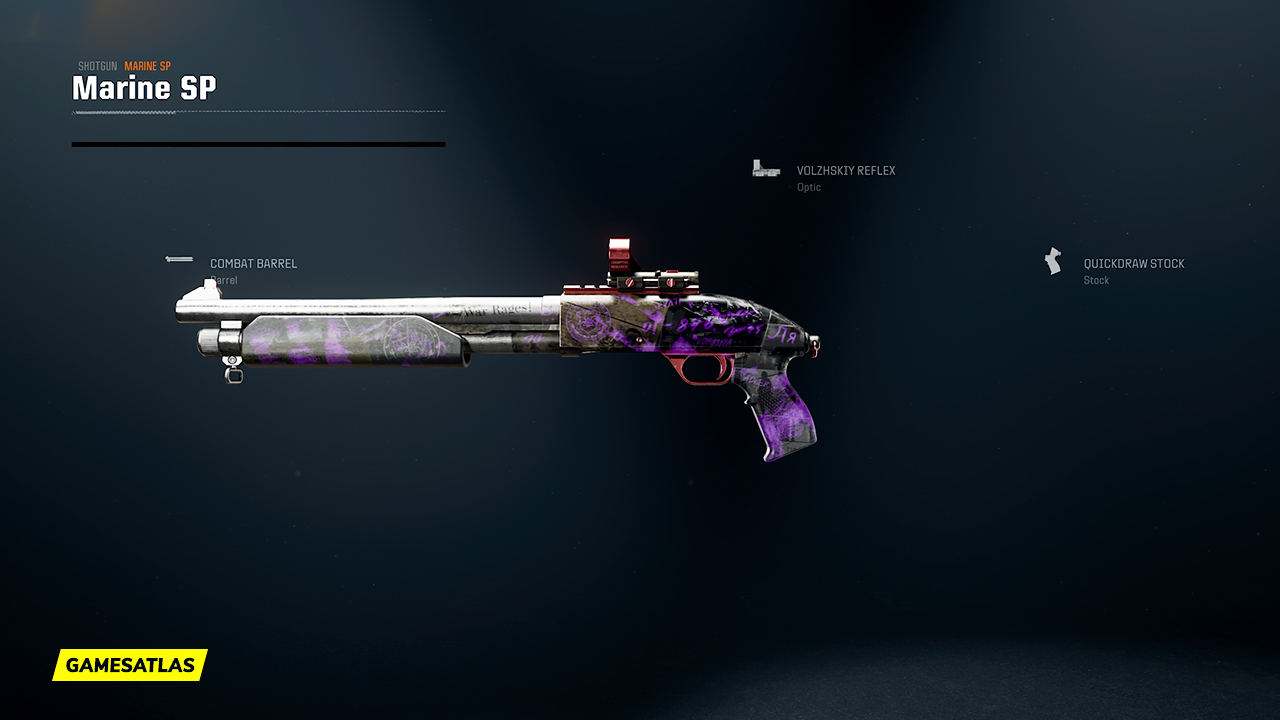 SHOTGUN MARINE SP
Marine SP
VOLZHSKIY REFLEX
Optic
COMBAT BARREL
Barrel
QUICKDRAW STOCK
Stock
War Rages!
GAMESATLAS